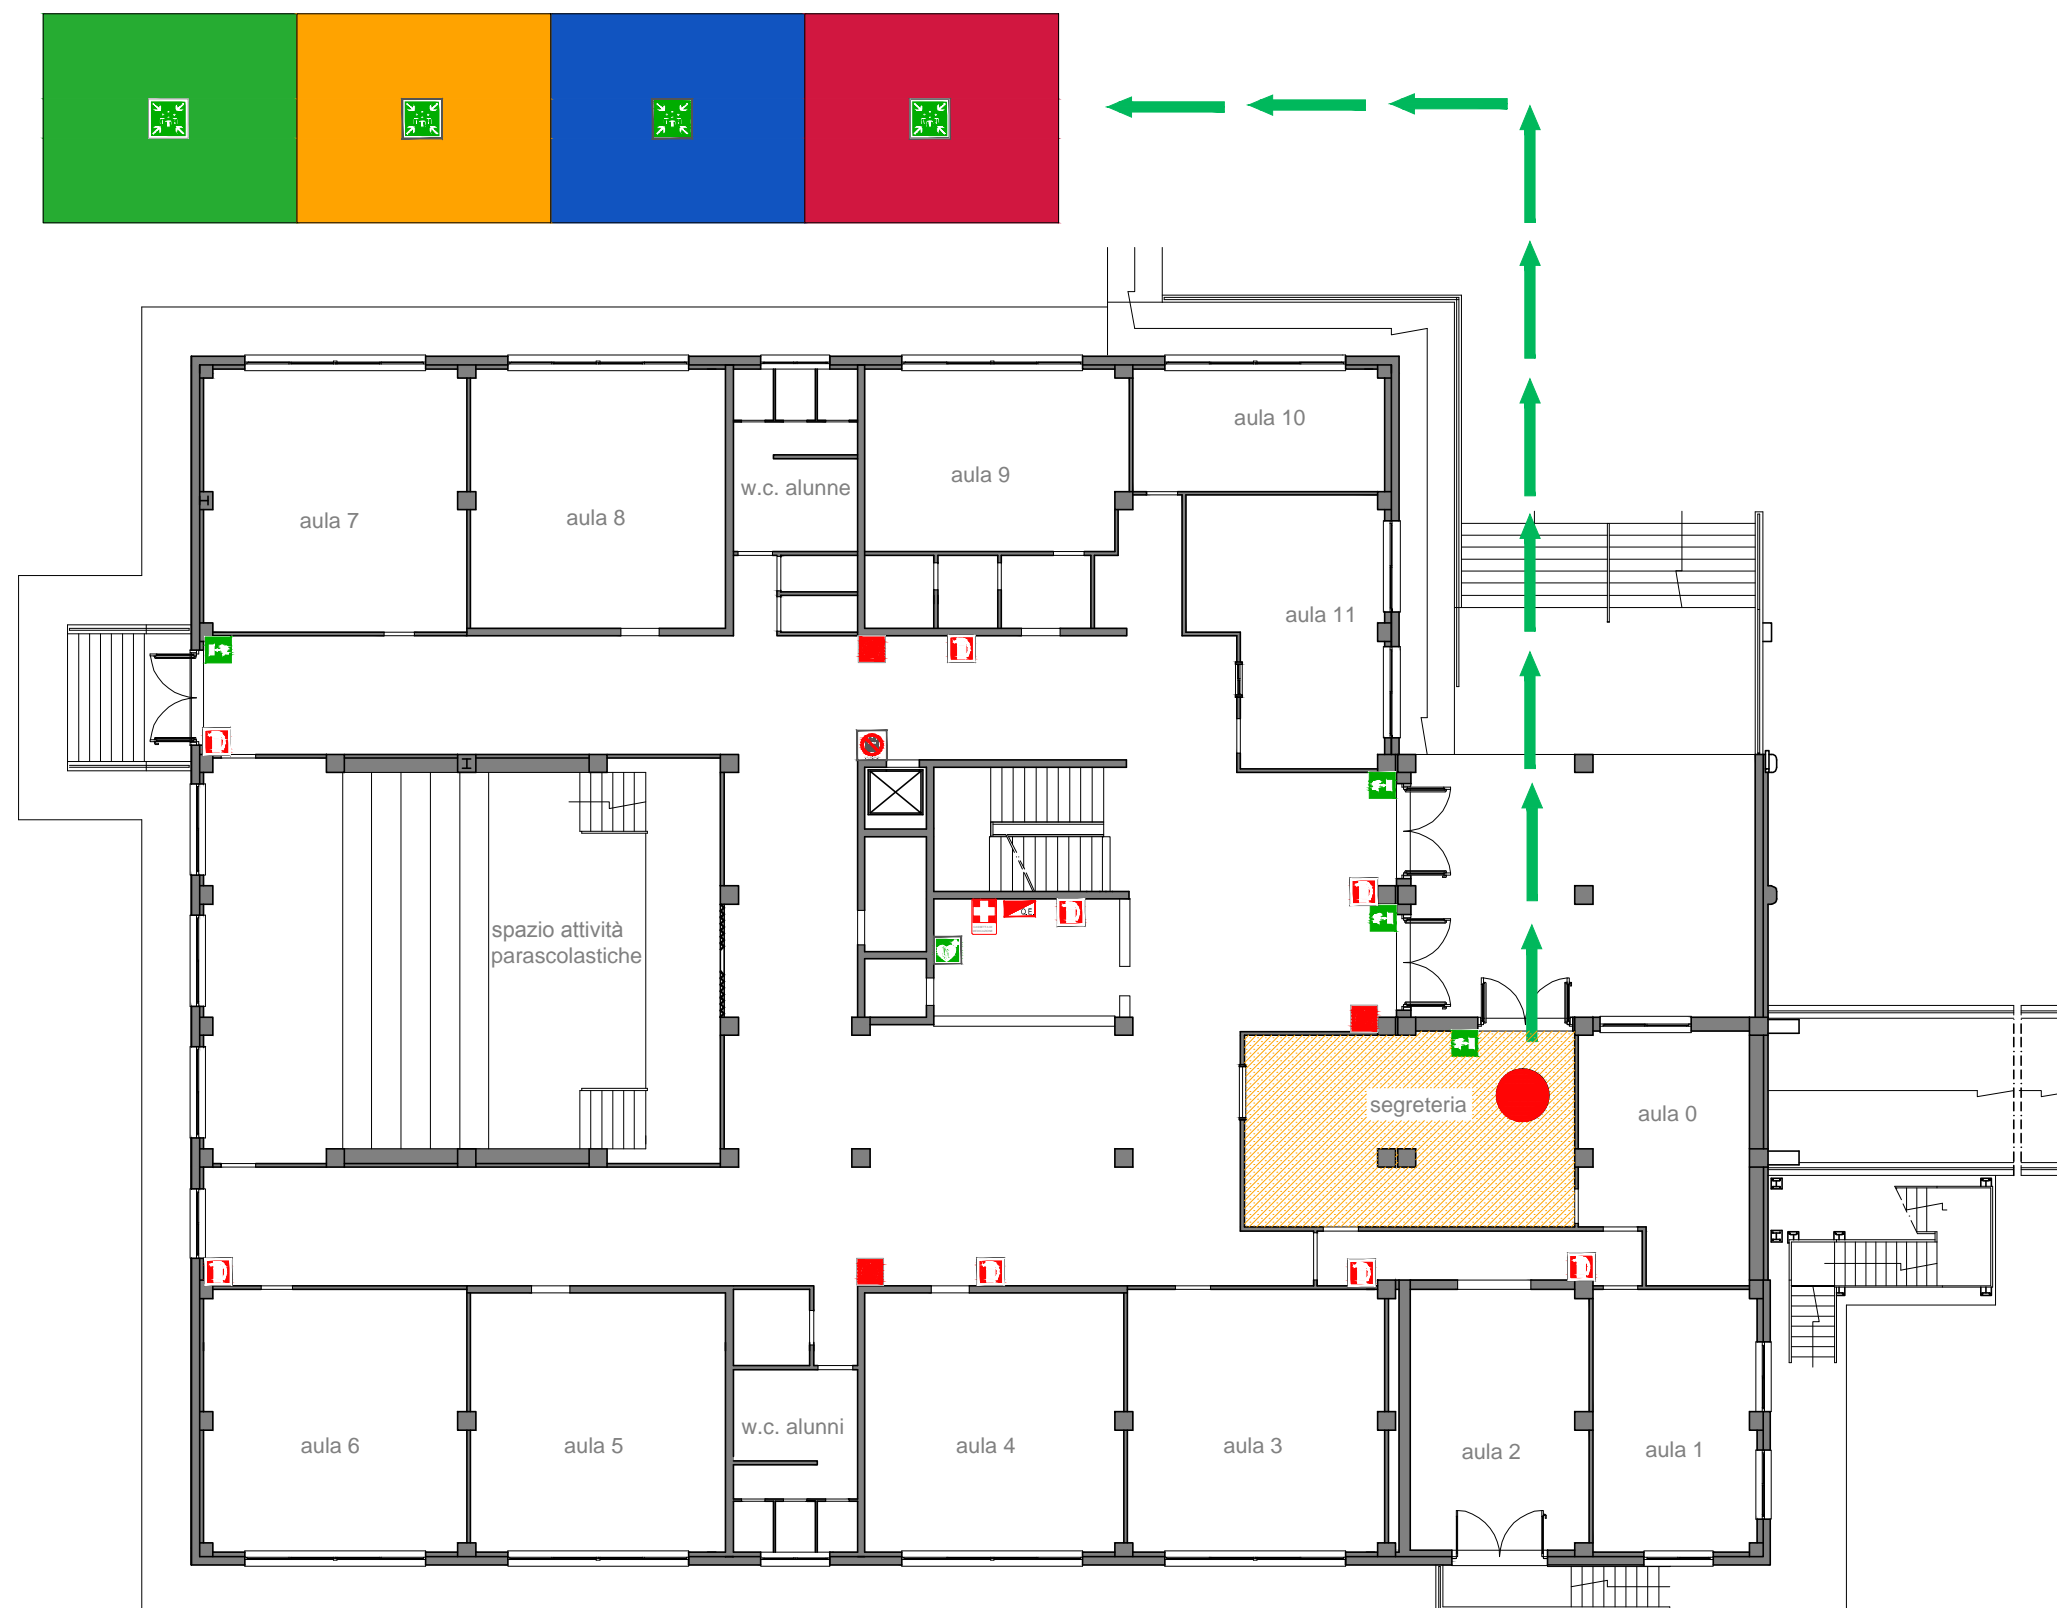 aula 10
aula 9
w.c. alunne
aula 7
aula 8
aula 11
Q.E.
spazio attività
parascolastiche
segreteria
aula 0
w.c. alunni
aula 6
aula 5
aula 4
aula 3
aula 2
aula 1